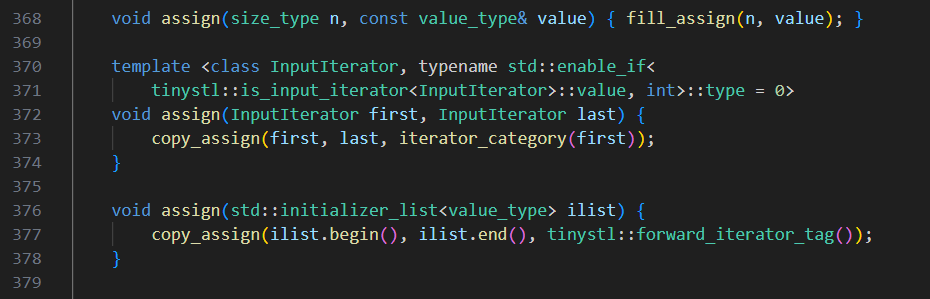 368 void assign(size_type n, const value_type& value) { fill_assign(n, value); }
369
370 template <class InputIterator, typename std::enable_if<
371 tinystl::is_input_iterator<InputIterator>::value, int>::type = 0>
372 void assign(InputIterator first, InputIterator last) {
373 copy_assign(first, last, iterator_category(first));
374 }
375
376 void assign(std::initializer_list<value_type> ilist) {
377 copy_assign(ilist.begin(), ilist.end(), tinystl::forward_iterator_tag());
378 }
379